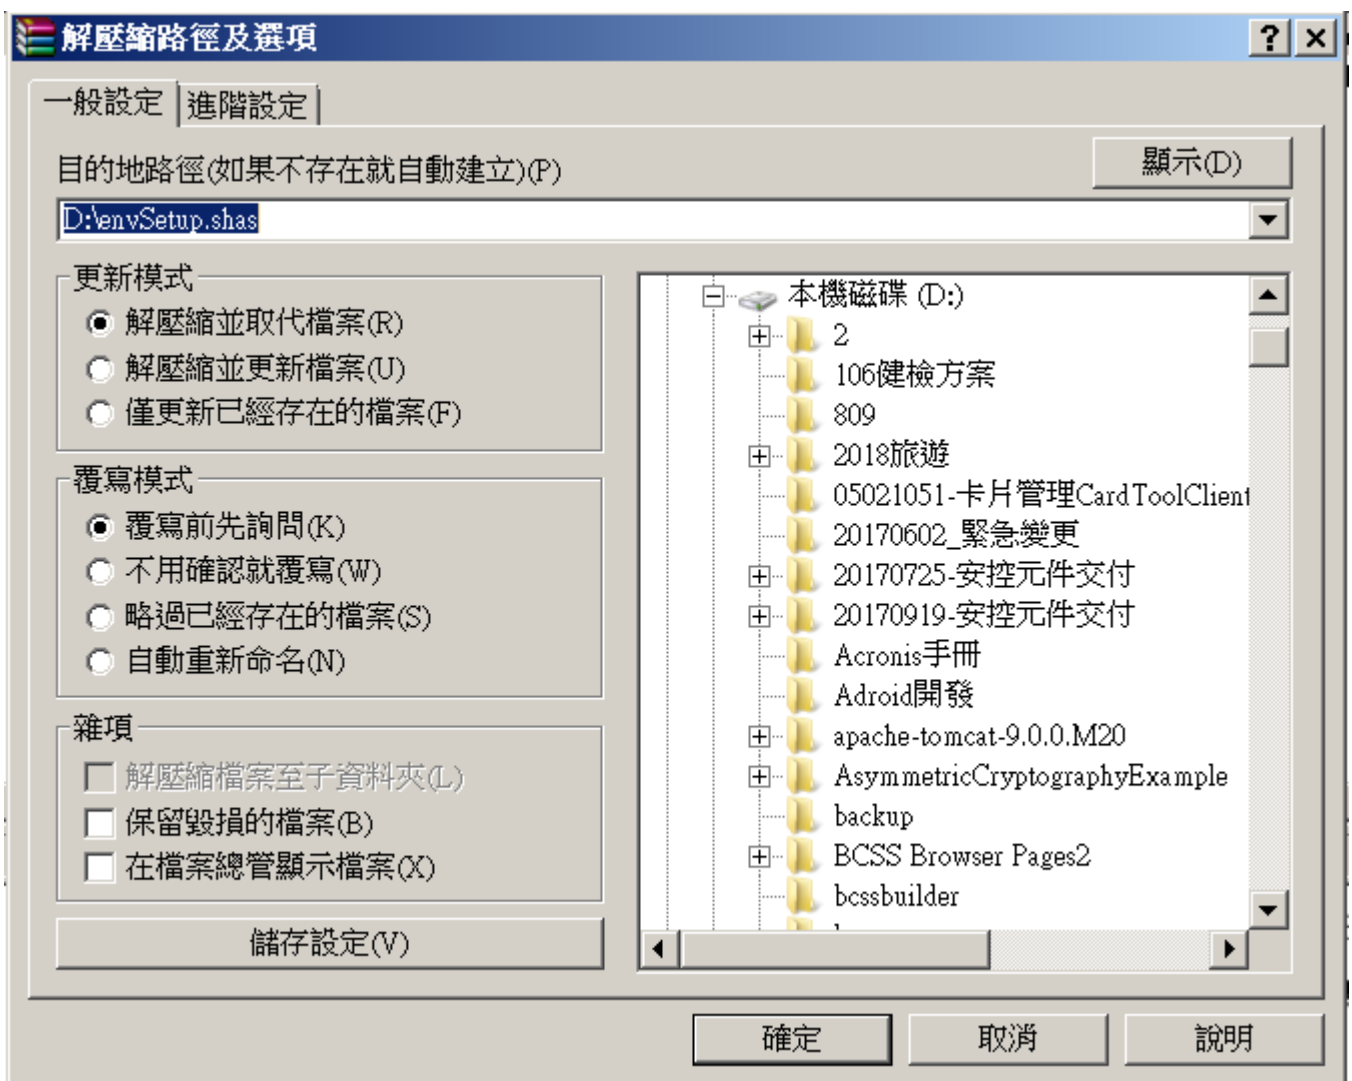 解壓縮路徑及選項
一般設定
進階設定
目的地路徑(如果不存在就自動建立)(P)
顯示(D)
D:\envSetup.shas
更新模式
解壓縮並取代檔案(R)
解壓縮並更新檔案(U)
僅更新已經存在的檔案(F)
覆寫模式
覆寫前先詢問(K)
不用確認就覆寫(W)
略過已經存在的檔案(S)
自動重新命名(N)
雜項
解壓縮檔案至子資料夾(L)
保留毀損的檔案(B)
在檔案總管顯示檔案(X)
儲存設定(V)
本機磁碟 (D:)
2
106健檢方案
809
2018旅遊
05021051-卡片管理CardToolClient
20170602_緊急變更
20170725-安控元件交付
20170919-安控元件交付
Acronis手冊
Adroid開發
apache-tomcat-9.0.0.M20
AsymmetricCryptographyExample
backup
BCSS Browser Pages2
bcssbuilder
確定
取消
說明